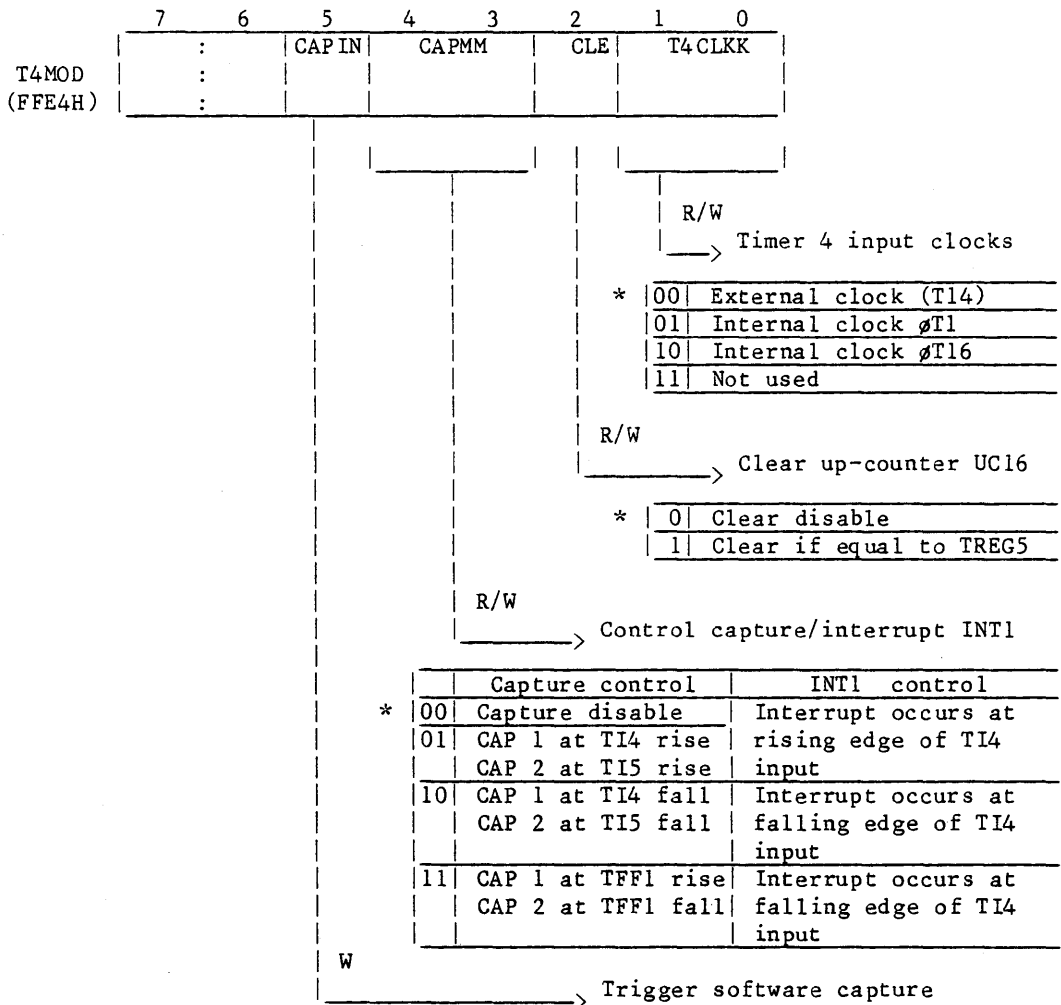 7 6 5 4 3 2 1 0
: CAPIN CAPMM CLE T4CLKK
T4MOD :
(FFE4H) :
R/W
Timer 4 input clocks
* |00| External clock (TI4)
|01| Internal clock øT1
|10| Internal clock øT16
|11| Not used
R/W
Clear up-counter UC16
* | 0| Clear disable
| 1| Clear if equal to TREG5
R/W
Control capture/interrupt INT1
| | Capture control | INT1 control
* |00| Capture disable | Interrupt occurs at
|01| CAP 1 at TI4 rise | rising edge of TI4
CAP 2 at TI5 rise | input
|10| CAP 1 at TI4 fall | Interrupt occurs at
CAP 2 at TI5 fall | falling edge of TI4
input
|11| CAP 1 at TFF1 rise| Interrupt occurs at
CAP 2 at TFF1 fall| falling edge of TI4
input
W
Trigger software capture